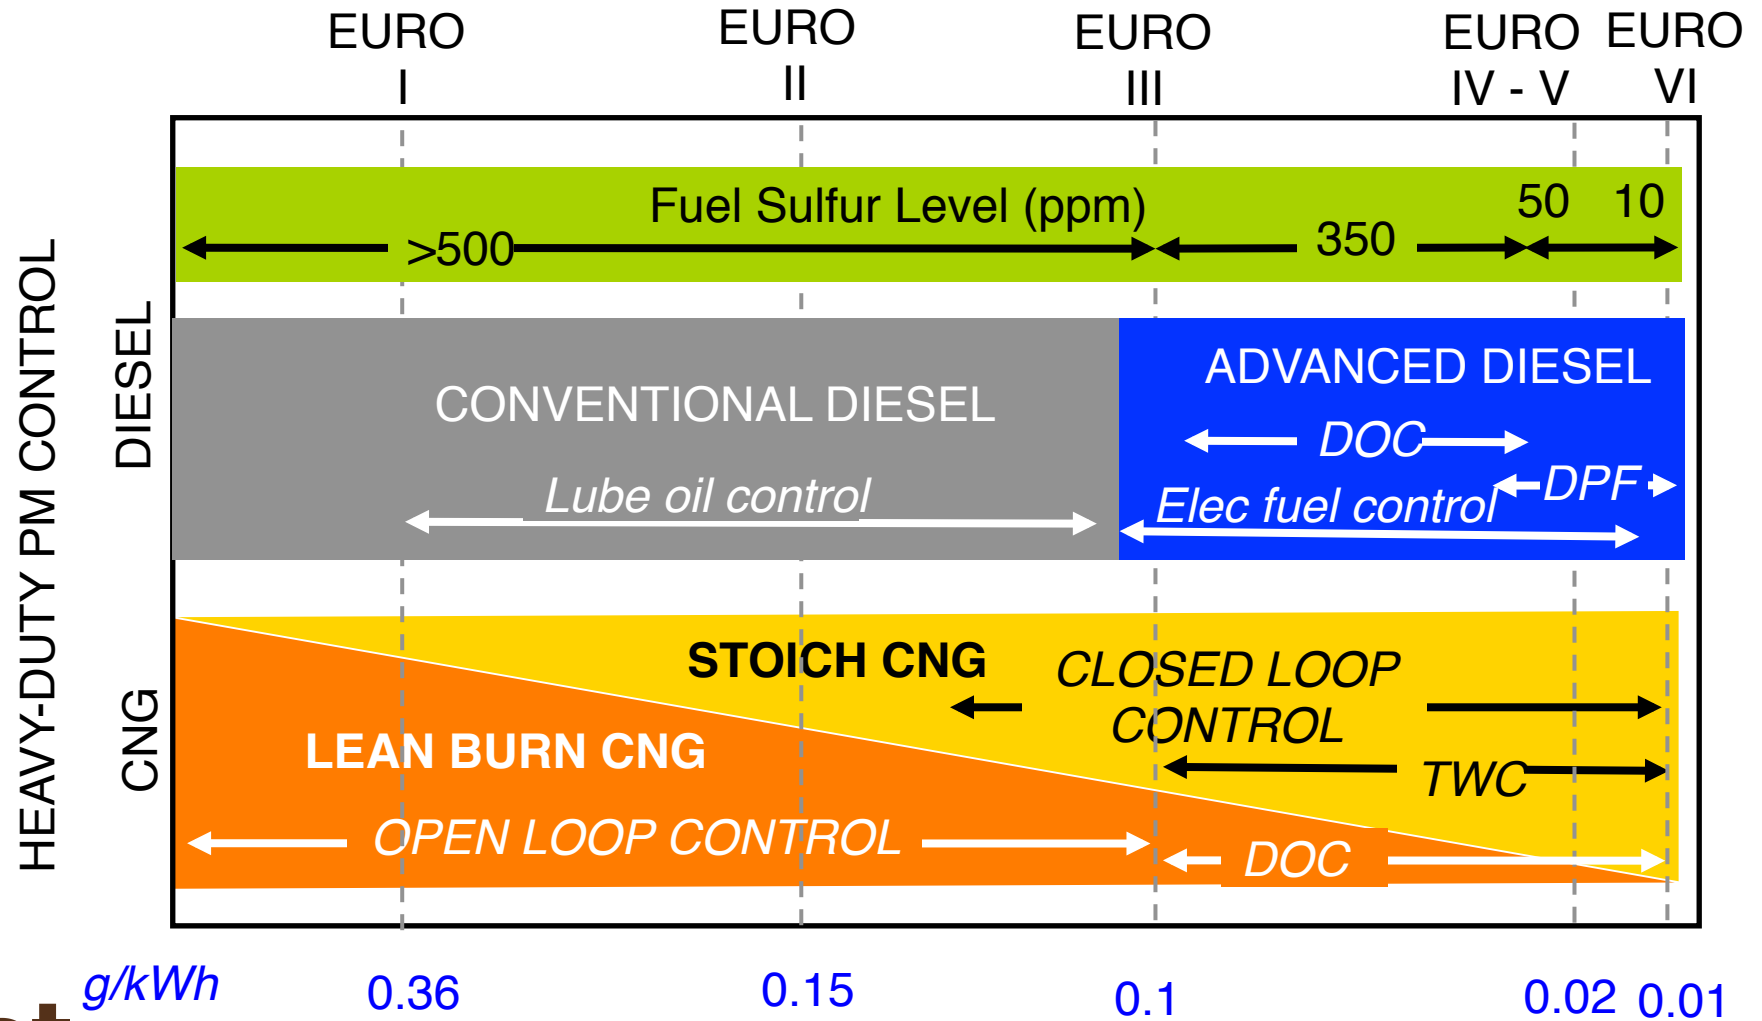 EURO
I
EURO
II
EURO
III
EURO
IV - V
EURO
VI
HEAVY-DUTY PM CONTROL
DIESEL
CNG
Fuel Sulfur Level (ppm)
>500
350
50
10
CONVENTIONAL DIESEL
Lube oil control
ADVANCED DIESEL
DOC
DPF
Elec fuel control
STOICH CNG
CLOSED LOOP
CONTROL
TWC
LEAN BURN CNG
OPEN LOOP CONTROL
DOC
g/kWh
0.36
0.15
0.1
0.02
0.01